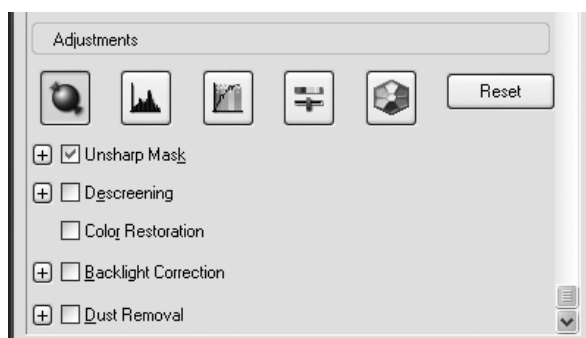 Adjustments
Reset
Unsharp Mask
Descreening
Color Restoration
Backlight Correction
Dust Removal